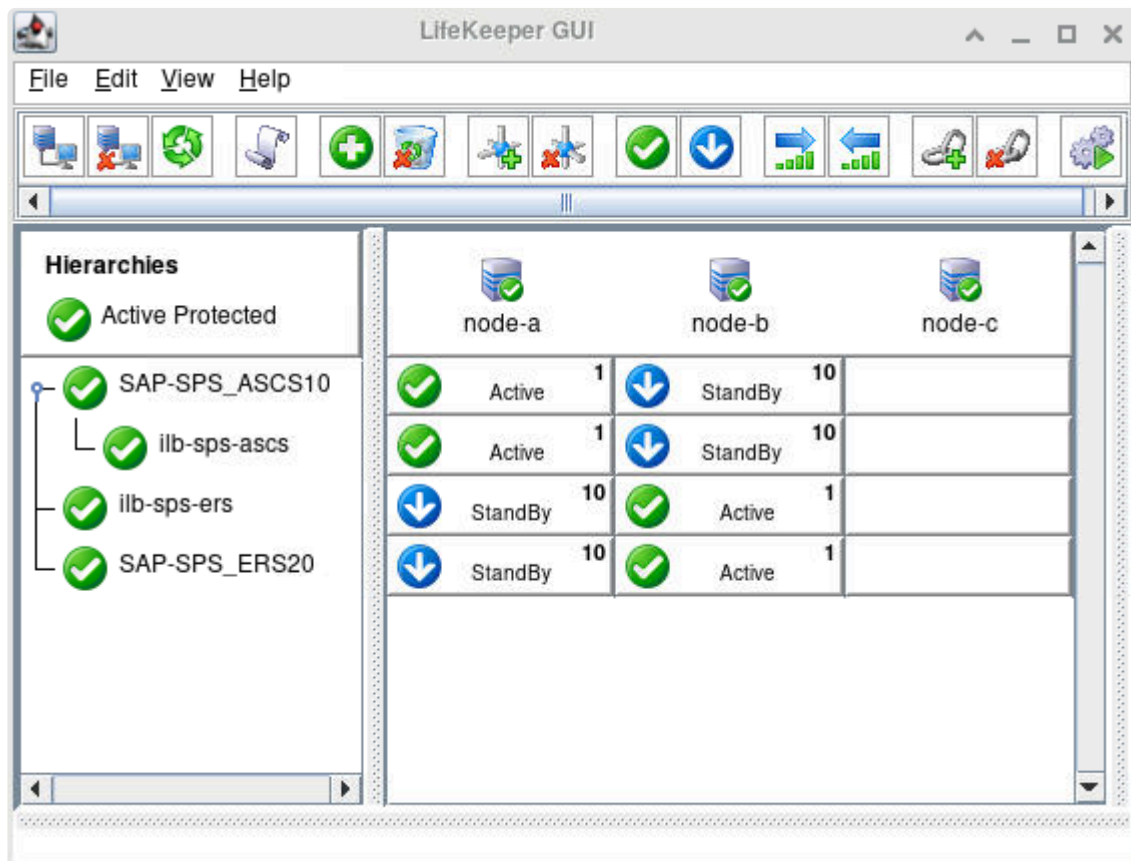 LifeKeeper GUI
File Edit View Help
Hierarchies
Active Protected
node-a node-b node-c
SAP-SPS_ASCS10 Active 1 StandBy 10
ilb-sps-ascs Active 1 StandBy 10
ilb-sps-ers StandBy 10 Active 1
SAP-SPS_ERS20 StandBy 10 Active 1